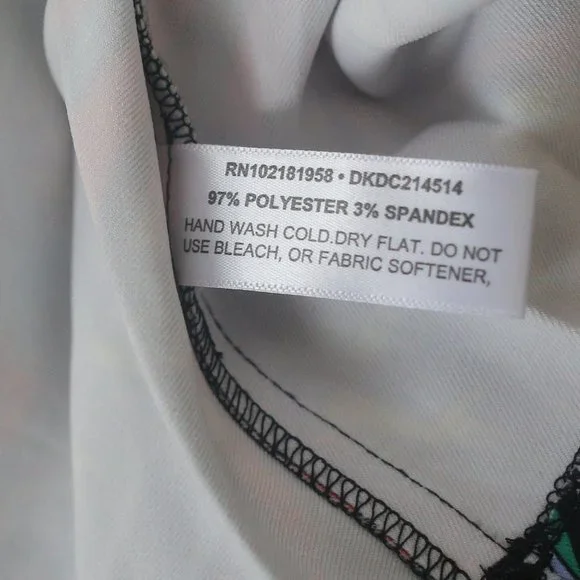 RN102181958 • DKDC214514
97% POLYESTER 3% SPANDEX
HAND WASH COLD.DRY FLAT. DO NOT
USE BLEACH, OR FABRIC SOFTENER,